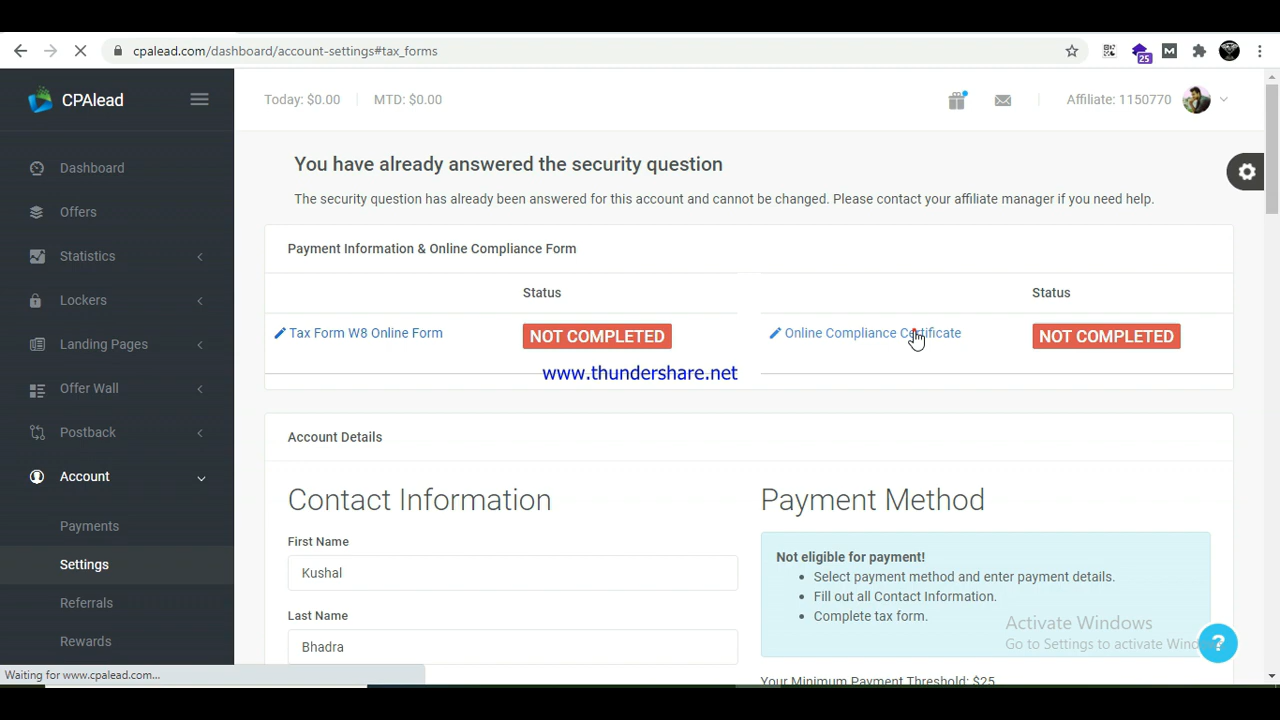 cpalead.com/dashboard/account-settings#tax_forms
25
CPAlead
Today: $0.00
MTD: $0.00
Affiliate: 1150770
Dashboard
Offers
Statistics
Lockers
Landing Pages
Offer Wall
Postback
Account
Payments
Settings
Referrals
Rewards
You have already answered the security question
The security question has already been answered for this account and cannot be changed. Please contact your affiliate manager if you need help.
Payment Information & Online Compliance Form
Status
Status
Tax Form W8 Online Form
NOT COMPLETED
Online Compliance Certificate
NOT COMPLETED
www.thundershare.net
Account Details
Contact Information
First Name
Kushal
Last Name
Bhadra
Payment Method
Not eligible for payment!
Select payment method and enter payment details.
Fill out all Contact Information.
Complete tax form.
Your Minimum Payment Threshold: $25
Activate Windows
Go to Settings to activate Wind
?
Waiting for www.cpalead.com...